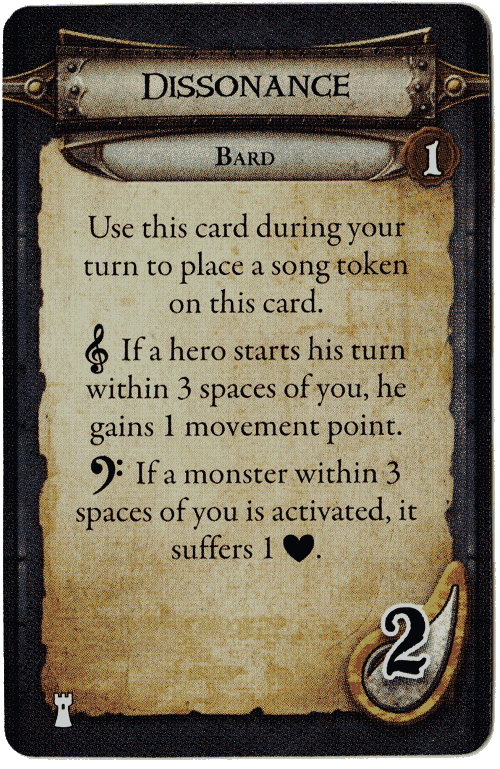 Dissonance
Bard
1
Use this card during your
turn to place a song token
on this card.
𝄞 If a hero starts his turn
within 3 spaces of you, he
gains 1 movement point.
𝄢 If a monster within 3
spaces of you is activated, it
suffers 1 ♥.
2